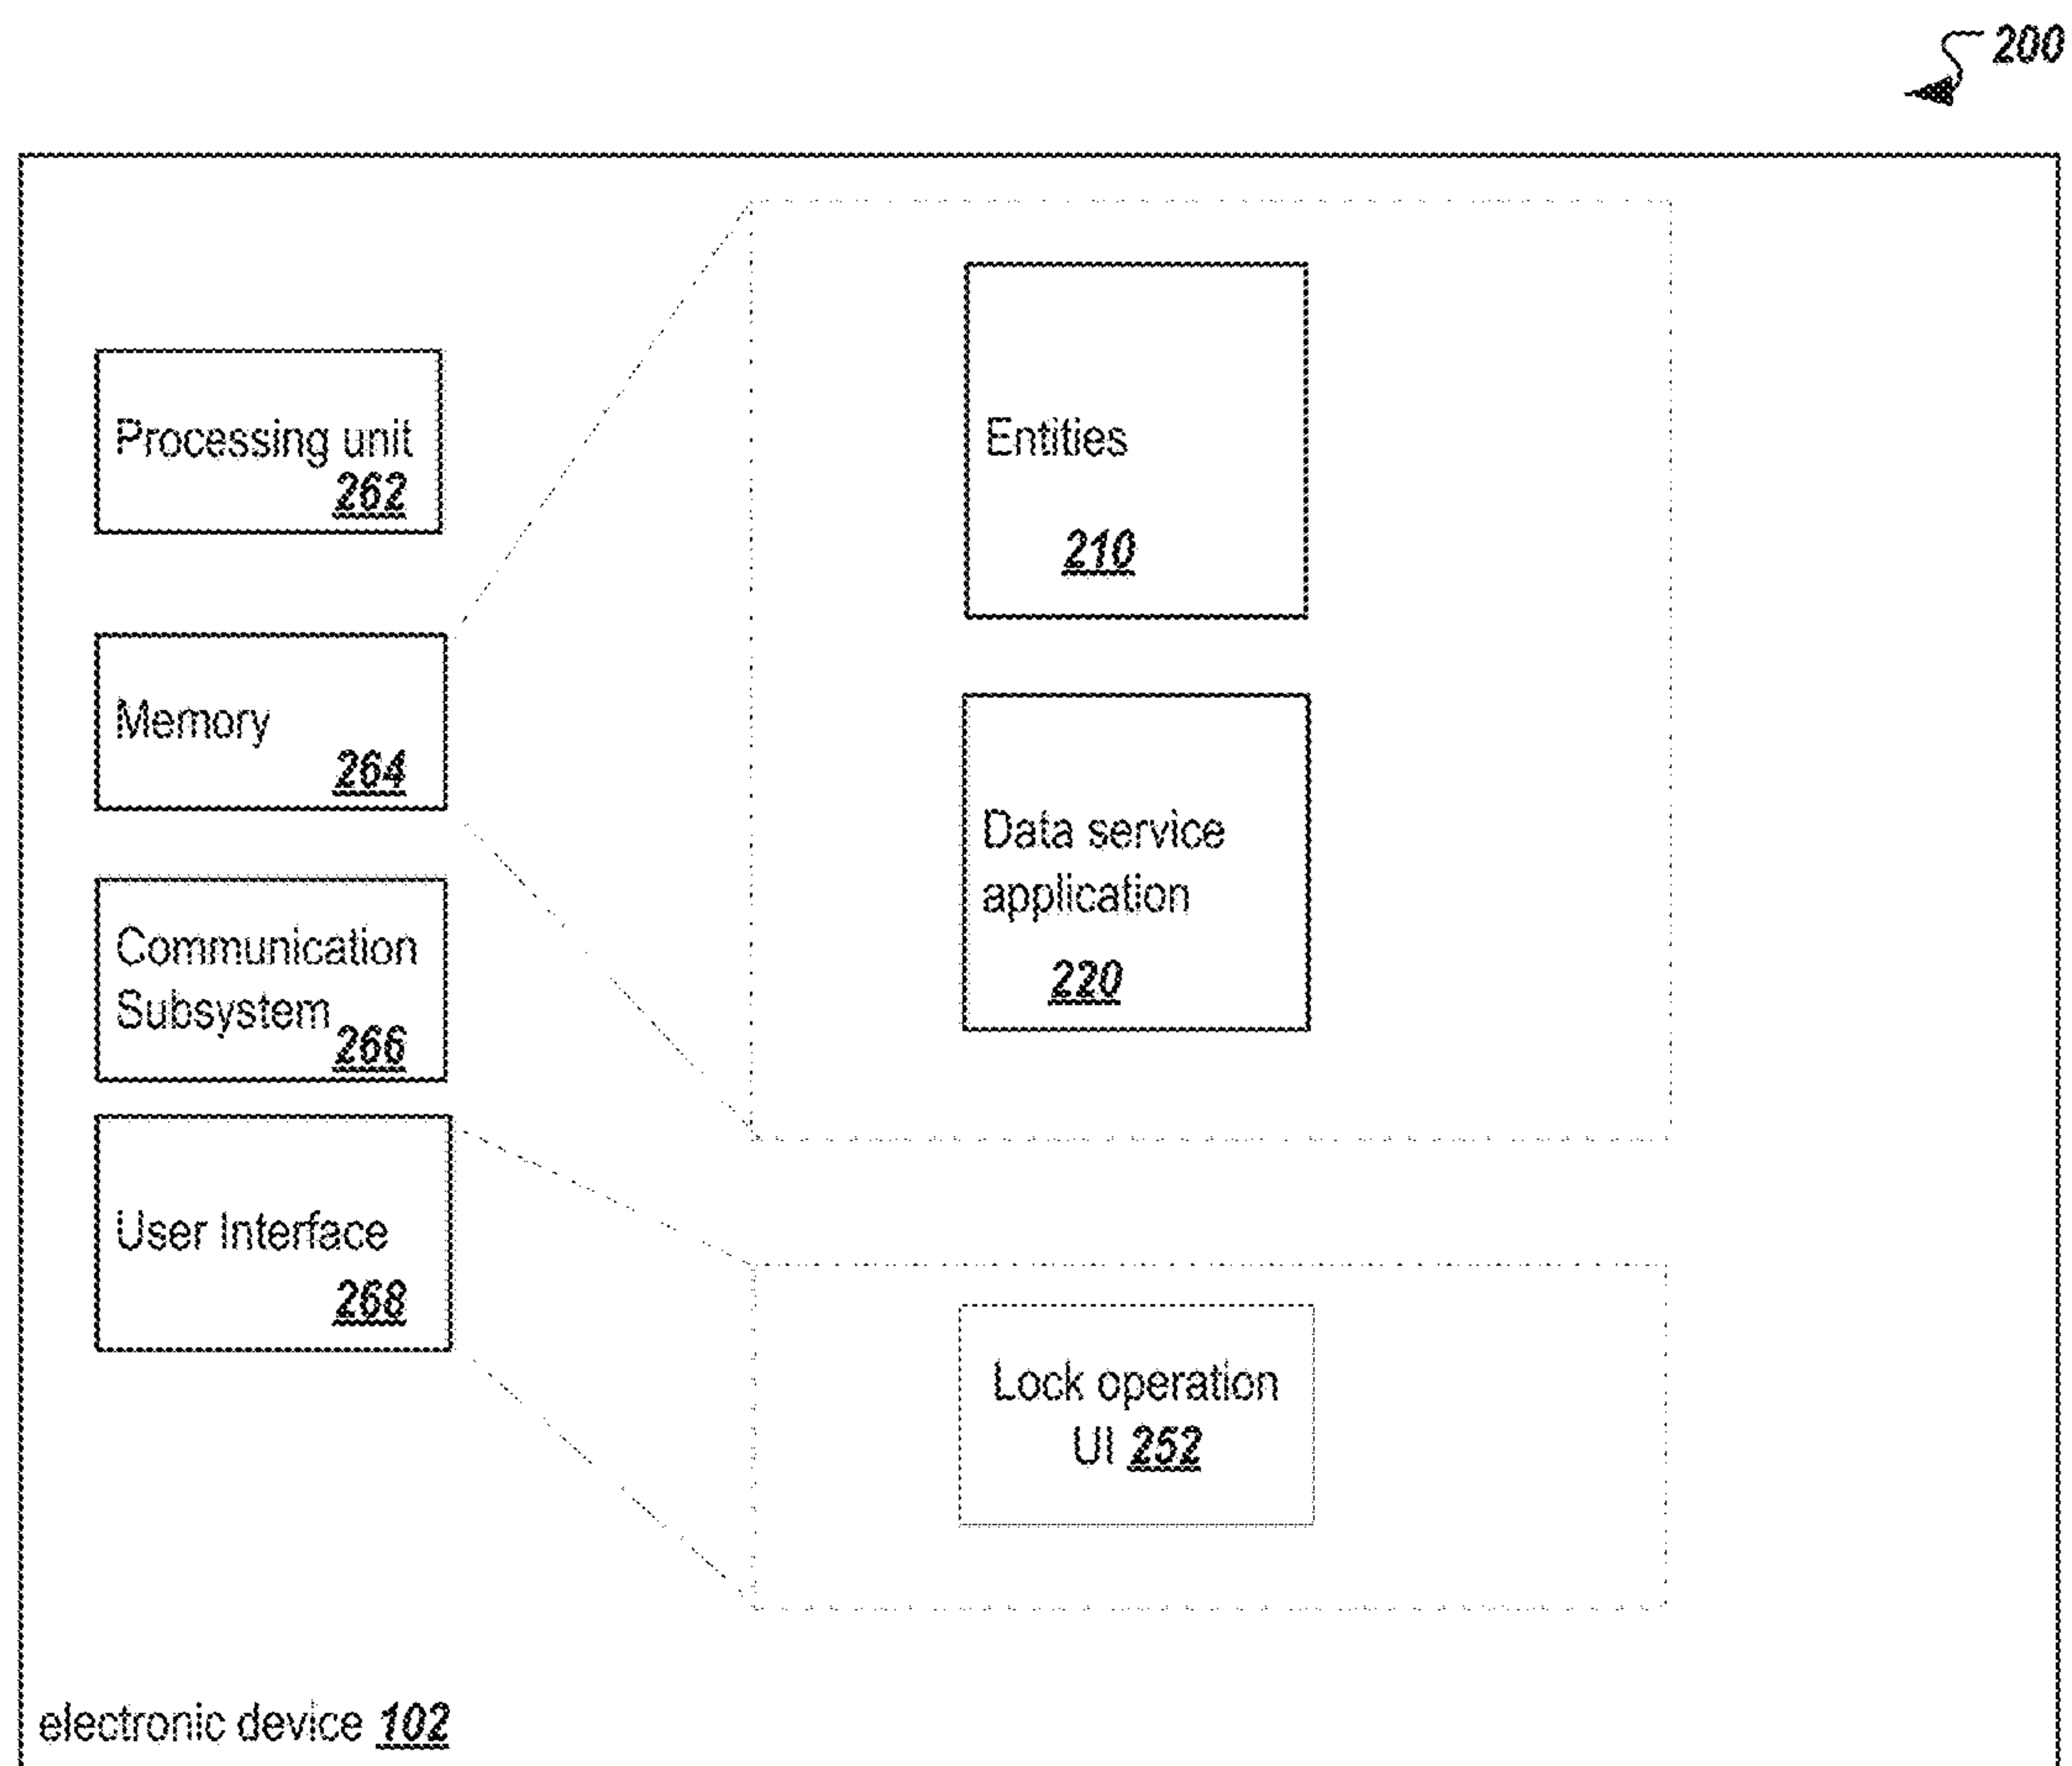 200
Processing unit
262
Memory
264
Communication
Subsystem
266
User Interface
268
Entities
210
Data service
application
220
Lock operation
UI 252
electronic device 102